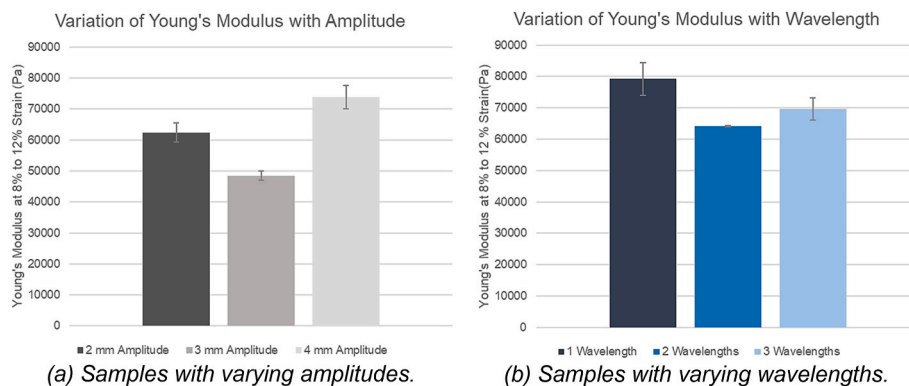 Variation of Young's Modulus with Amplitude
Young's Modulus at 8% to 12% Strain(Pa)
90000
80000
70000
60000
50000
40000
30000
20000
10000
0
2 mm Amplitude 3 mm Amplitude 4 mm Amplitude
(a) Samples with varying amplitudes.
Variation of Young's Modulus with Wavelength
Young's Modulus at 8% to 12 % Strain(Pa)
90000
80000
70000
60000
50000
40000
30000
20000
10000
0
1 Wavelength 2 Wavelengths 3 Wavelengths
(b) Samples with varying wavelengths.